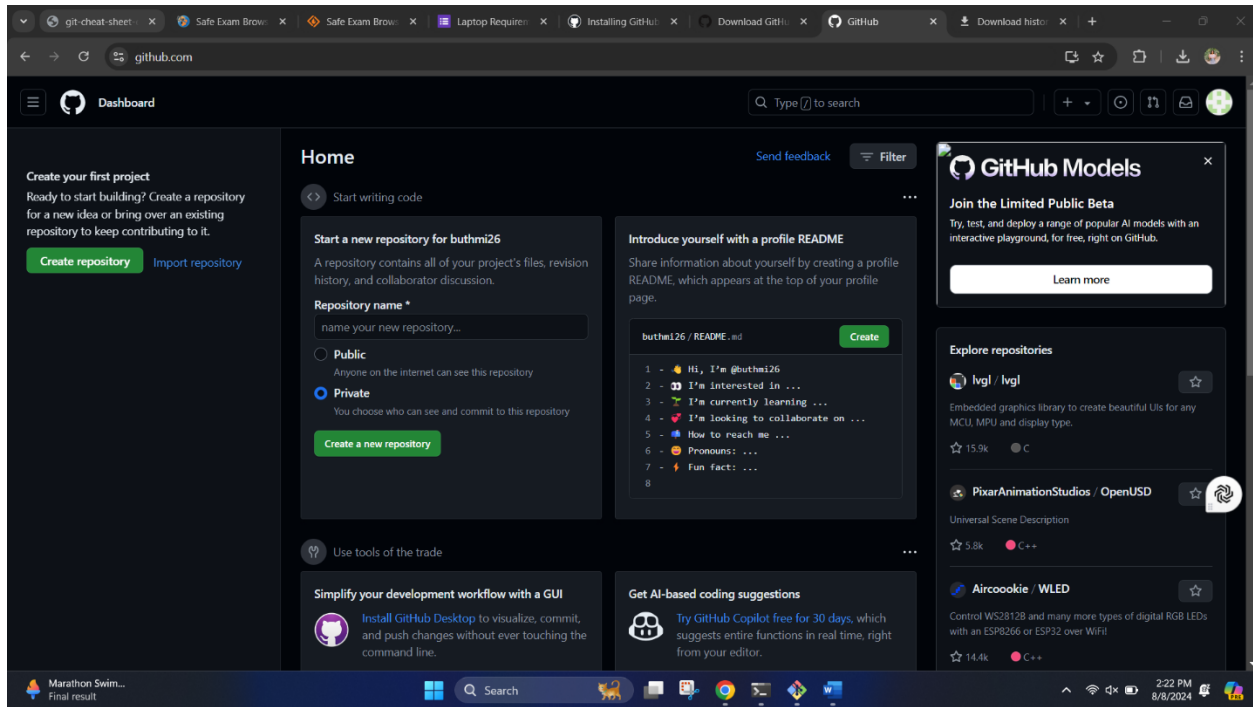 git-cheat-sheet-
Safe Exam Brows
Safe Exam Brows
Laptop Requirem
Installing GitHub
Download GitHu
GitHub
Download histor
github.com
Dashboard
Type / to search
Create your first project
Ready to start building? Create a repository
for a new idea or bring over an existing
repository to keep contributing to it.
Create repository
Import repository
Home
Send feedback
Filter
Start writing code
Start a new repository for buthmi26
A repository contains all of your project's files, revision
history, and collaborator discussion.
Repository name *
name your new repository...
Public
Anyone on the internet can see this repository
Private
You choose who can see and commit to this repository
Create a new repository
Introduce yourself with a profile README
Share information about yourself by creating a profile
README, which appears at the top of your profile
page.
buthmi26 / README.md
Create
1 - 👋 Hi, I'm @buthmi26
2 - 👀 I'm interested in ...
3 - 🌱 I'm currently learning ...
4 - 💞️ I'm looking to collaborate on ...
5 - 📫 How to reach me ...
6 - 😄 Pronouns: ...
7 - ⚡ Fun fact: ...
8
Use tools of the trade
Simplify your development workflow with a GUI
Install GitHub Desktop to visualize, commit,
and push changes without ever touching the
command line.
Get AI-based coding suggestions
Try GitHub Copilot free for 30 days, which
suggests entire functions in real time, right
from your editor.
GitHub Models
Join the Limited Public Beta
Try, test, and deploy a range of popular AI models with an
interactive playground, for free, right on GitHub.
Learn more
Explore repositories
lvgl / lvgl
Embedded graphics library to create beautiful UIs for any
MCU, MPU and display type.
15.9k C
PixarAnimationStudios / OpenUSD
Universal Scene Description
5.8k C++
Aircoookie / WLED
Control WS2812B and many more types of digital RGB LEDs
with an ESP8266 or ESP32 over WiFi!
14.4k C++
Marathon Swim...
Final result
Search
2:22 PM
8/8/2024
PRE